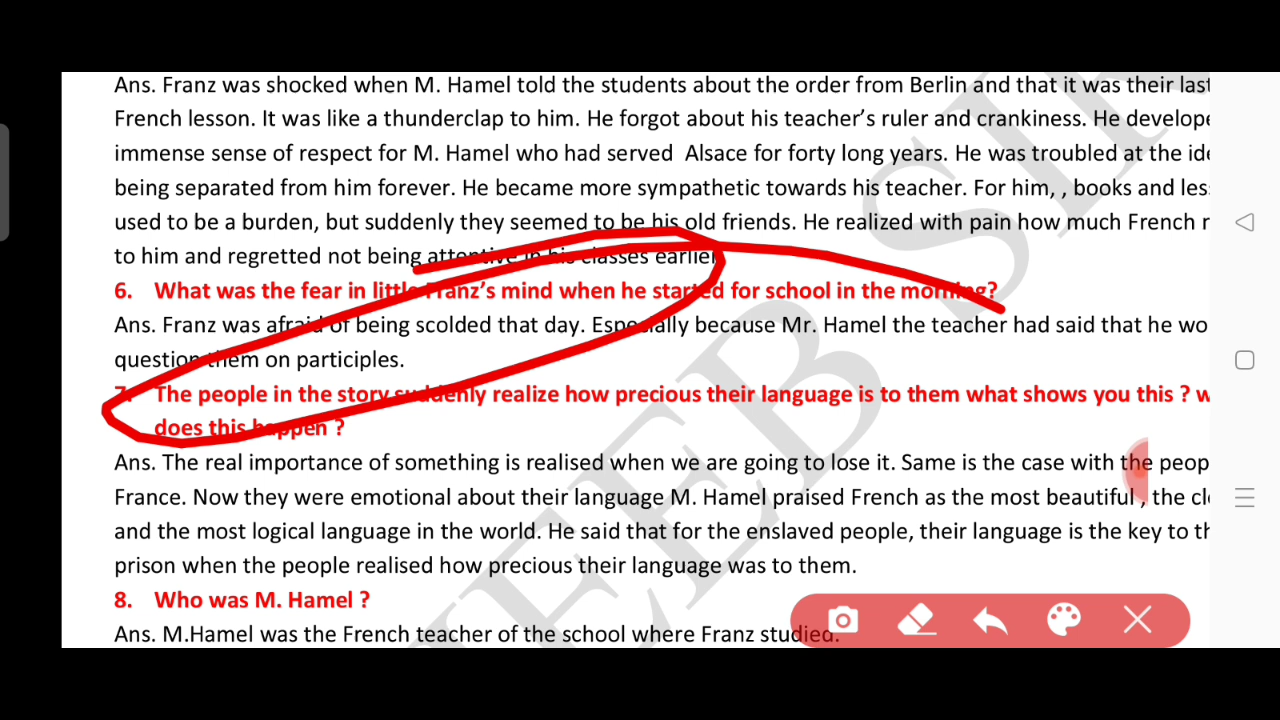 Ans. Franz was shocked when M. Hamel told the students about the order from Berlin and that it was their last
French lesson. It was like a thunderclap to him. He forgot about his teacher's ruler and crankiness. He
immense sense of respect for M. Hamel who had served Alsace for forty long years. He was troubled at the
being separated from him forever. He became more sympathetic towards his teacher. For him, , books and
used to be a burden, but suddenly they seemed to be his old friends. He realized with pain how much French
to him and regretted not being attentive in his classes earlier
6. What was the fear in little Franz's mind when he started for school in the morning?
Ans. Franz was afraid of being scolded that day. Especially because Mr. Hamel the teacher had said that he
question them on participles.
7. The people in the story suddenly realize how precious their language is to them what shows you this ?
does this happen ?
Ans. The real importance of something is realised when we are going to lose it. Same is the case with the
France. Now they were emotional about their language M. Hamel praised French as the most beautiful , the
and the most logical language in the world. He said that for the enslaved people, their language is the key to
prison when the people realised how precious their language was to them.
8. Who was M. Hamel ?
Ans. M.Hamel was the French teacher of the school where Franz studied.